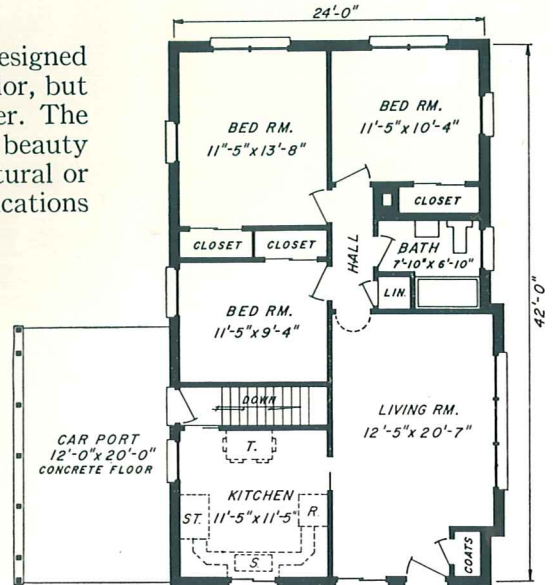 esigned
ior, but
er. The
beauty
tural or
cations
24'-0"
BED RM.
11"-5"x13'-8"
BED RM.
11'-5"x10'-4"
CLOSET
CLOSET
CLOSET
HALL
BATH
7'-10"x 6'-10"
LIN.
BED RM.
11'-5"x9'-4"
42'-0"
DOWN
LIVING RM.
12'-5"x20'-7"
CAR PORT
12'-0"x 20'-0"
CONCRETE FLOOR
T.
KITCHEN
11'-5"x11'-5"
ST.
R.
S.
COATS